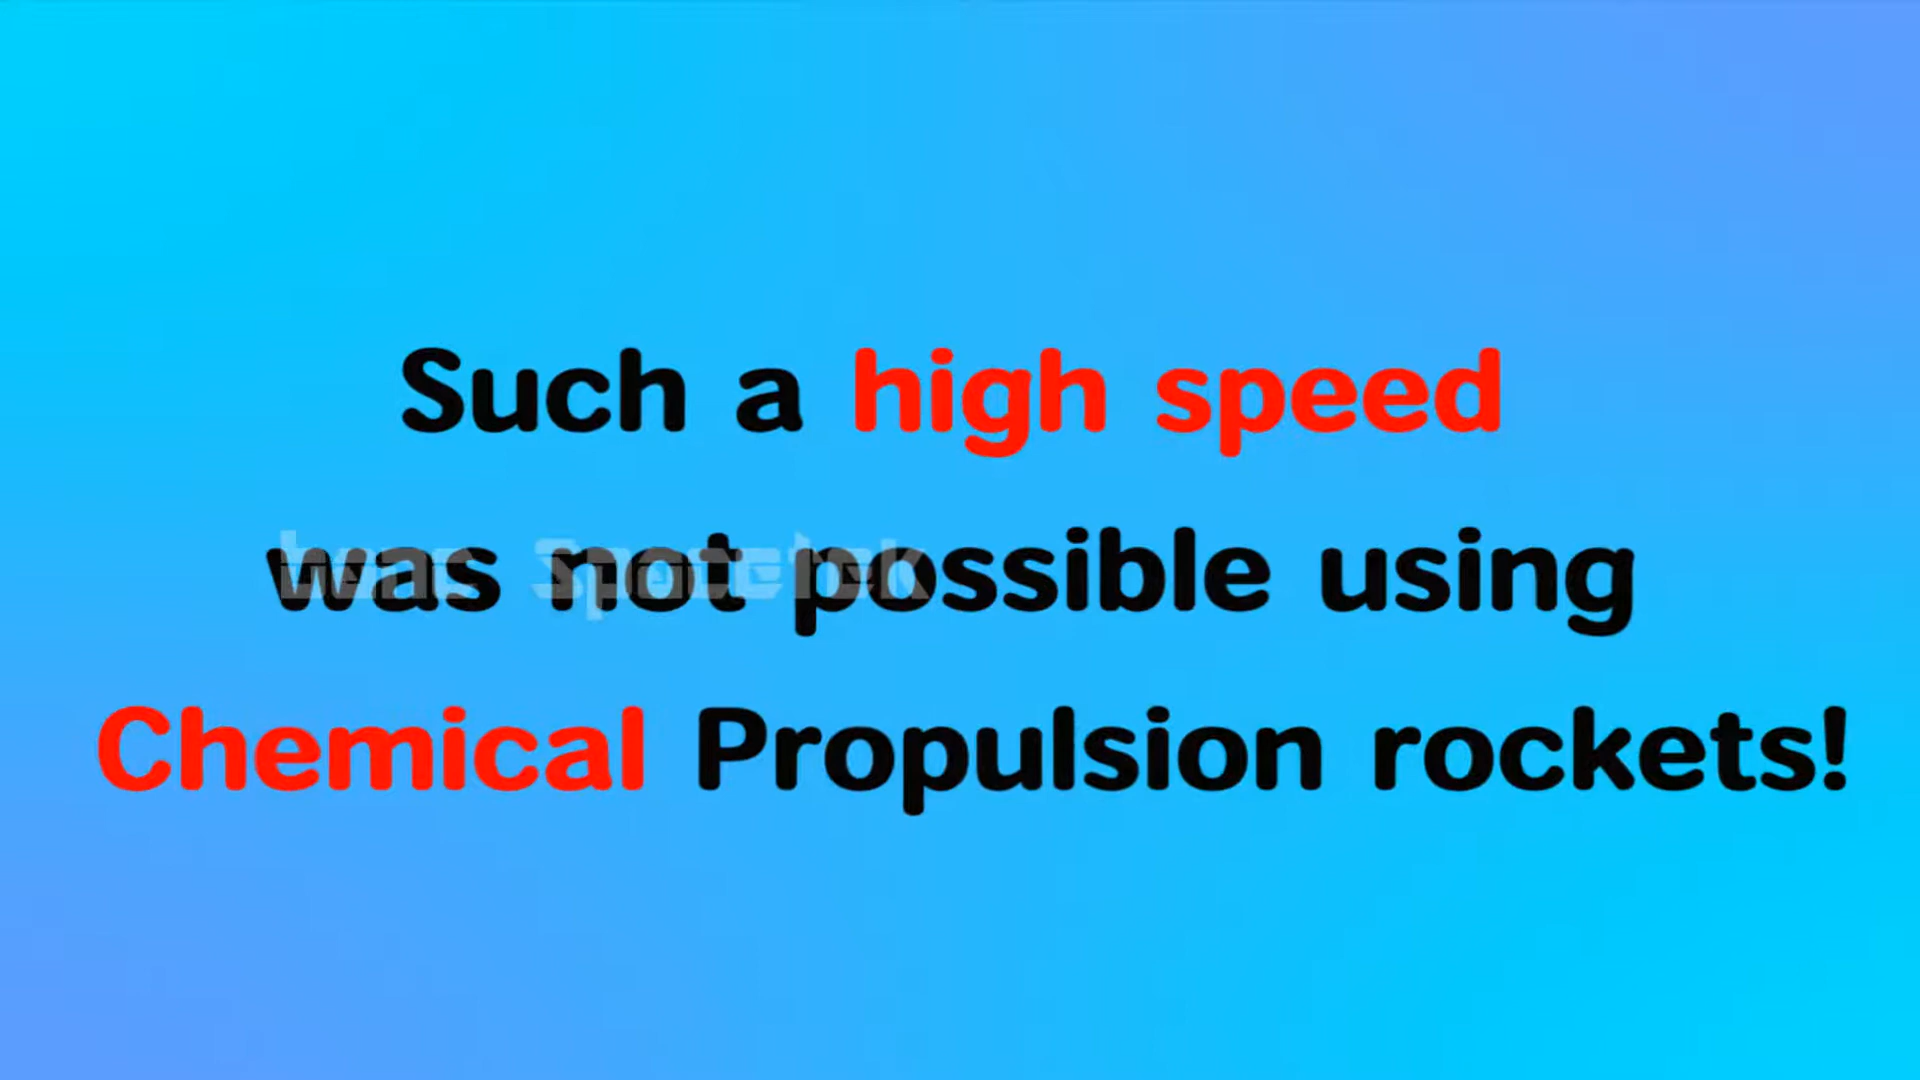 Such a high speed
was not possible using
Chemical Propulsion rockets!